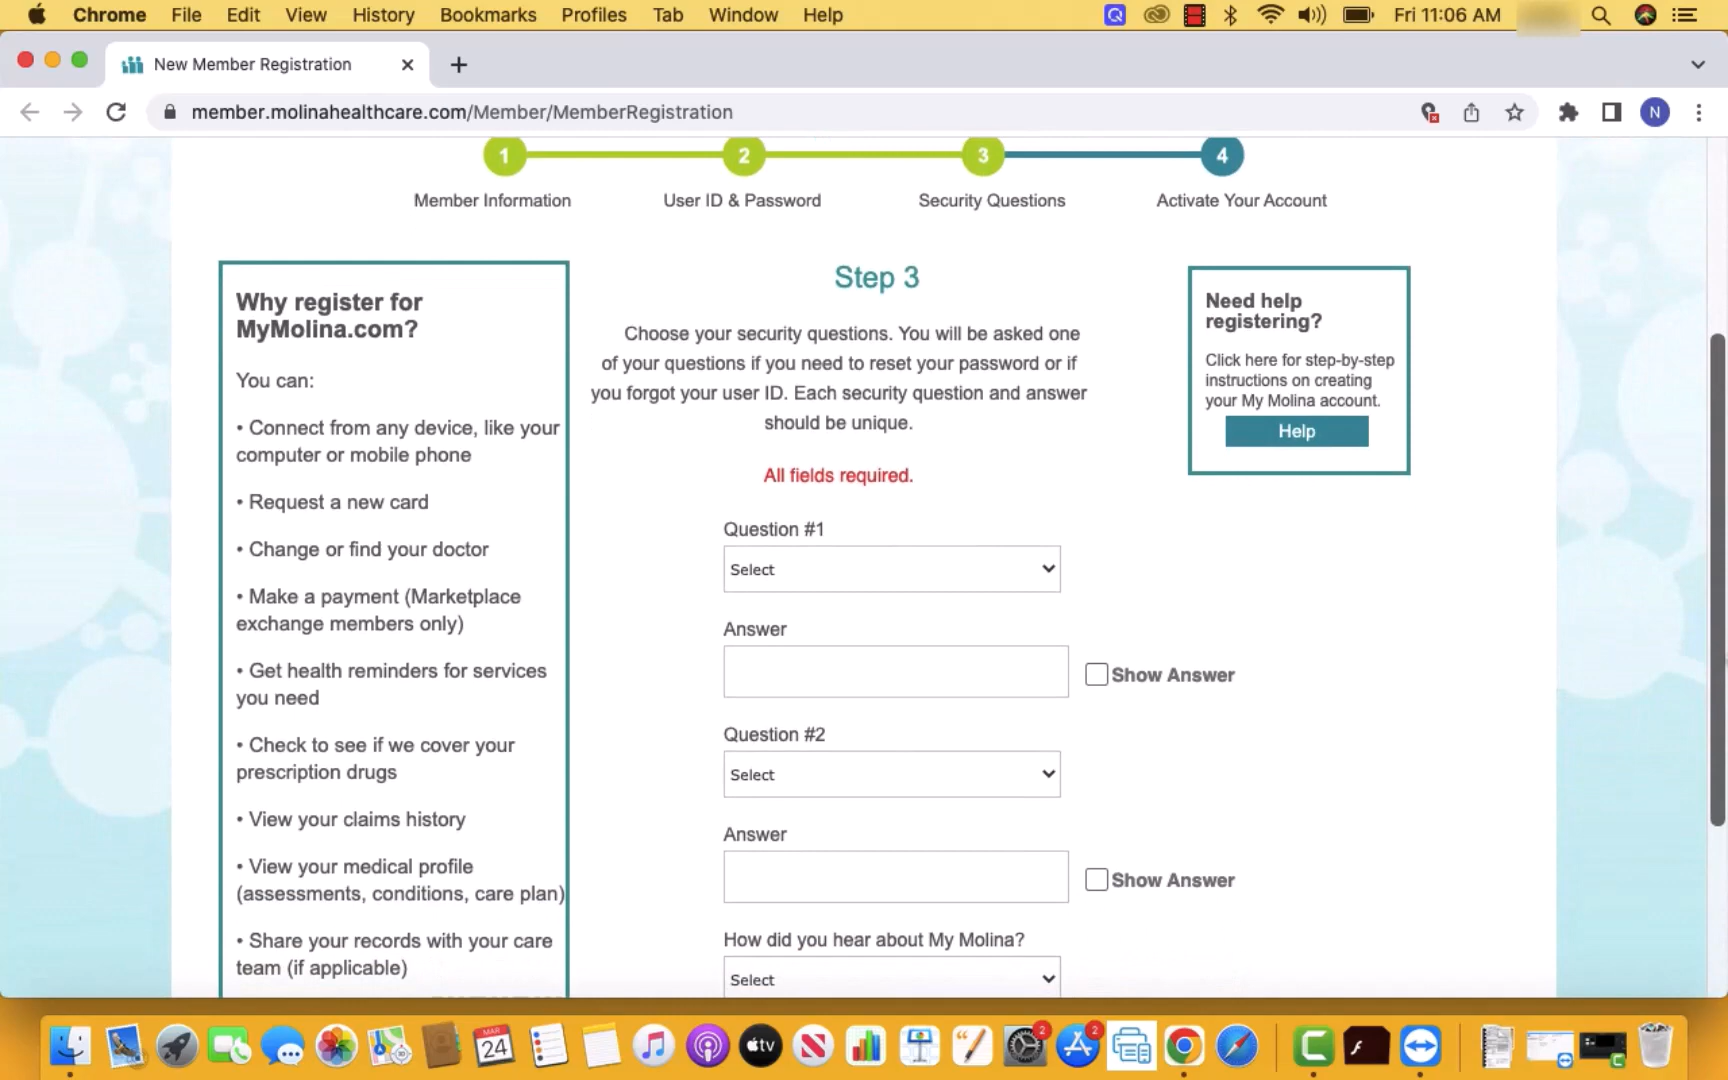 Chrome File Edit View History Bookmarks Profiles Tab Window Help Fri 11:06 AM
New Member Registration
member.molinahealthcare.com/Member/MemberRegistration
N
1 2 3 4
Member Information User ID & Password Security Questions Activate Your Account
Why register for
MyMolina.com?
You can:
• Connect from any device, like your
computer or mobile phone
• Request a new card
• Change or find your doctor
• Make a payment (Marketplace
exchange members only)
• Get health reminders for services
you need
• Check to see if we cover your
prescription drugs
• View your claims history
• View your medical profile
(assessments, conditions, care plan)
• Share your records with your care
team (if applicable)
Step 3
Choose your security questions. You will be asked one
of your questions if you need to reset your password or if
you forgot your user ID. Each security question and answer
should be unique.
All fields required.
Question #1
Select
Answer
Show Answer
Question #2
Select
Answer
Show Answer
How did you hear about My Molina?
Select
Need help
registering?
Click here for step-by-step
instructions on creating
your My Molina account.
Help
MAR
24
tv
2
2